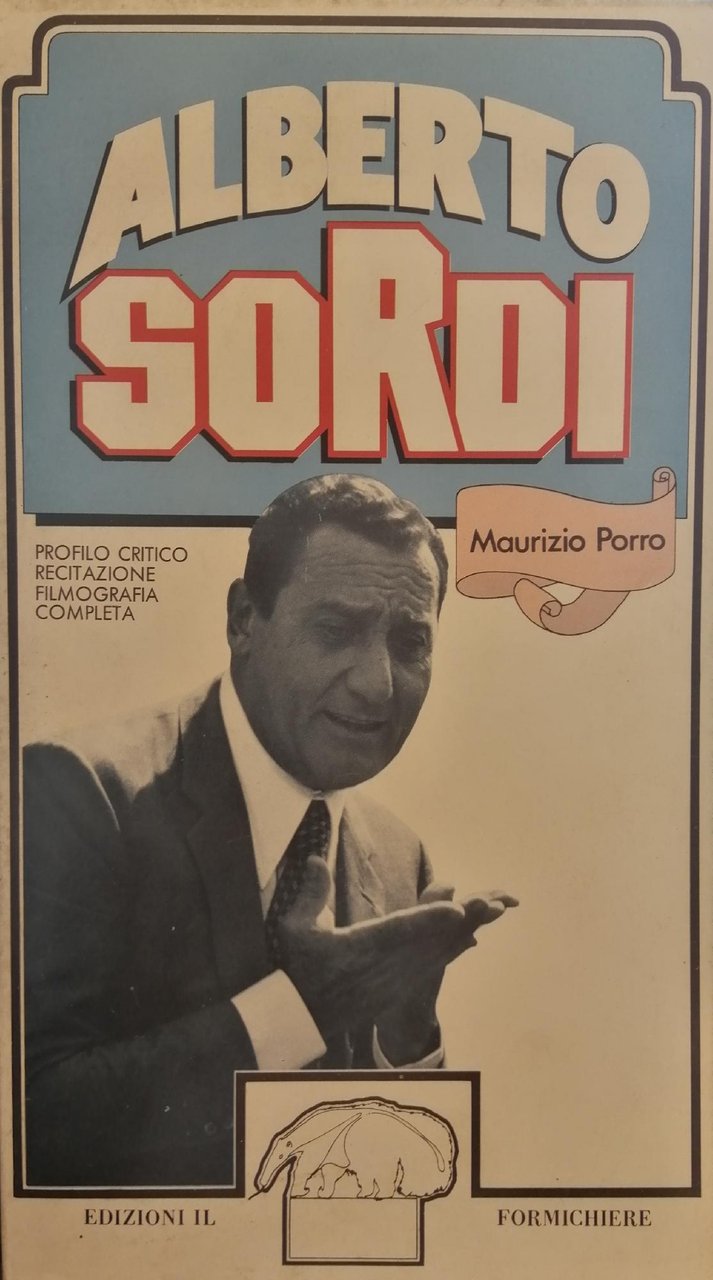 ALBERTO
SORDI
Maurizio Porro
PROFILO CRITICO
RECITAZIONE
FILMOGRAFIA
COMPLETA
EDIZIONI IL FORMICHIERE